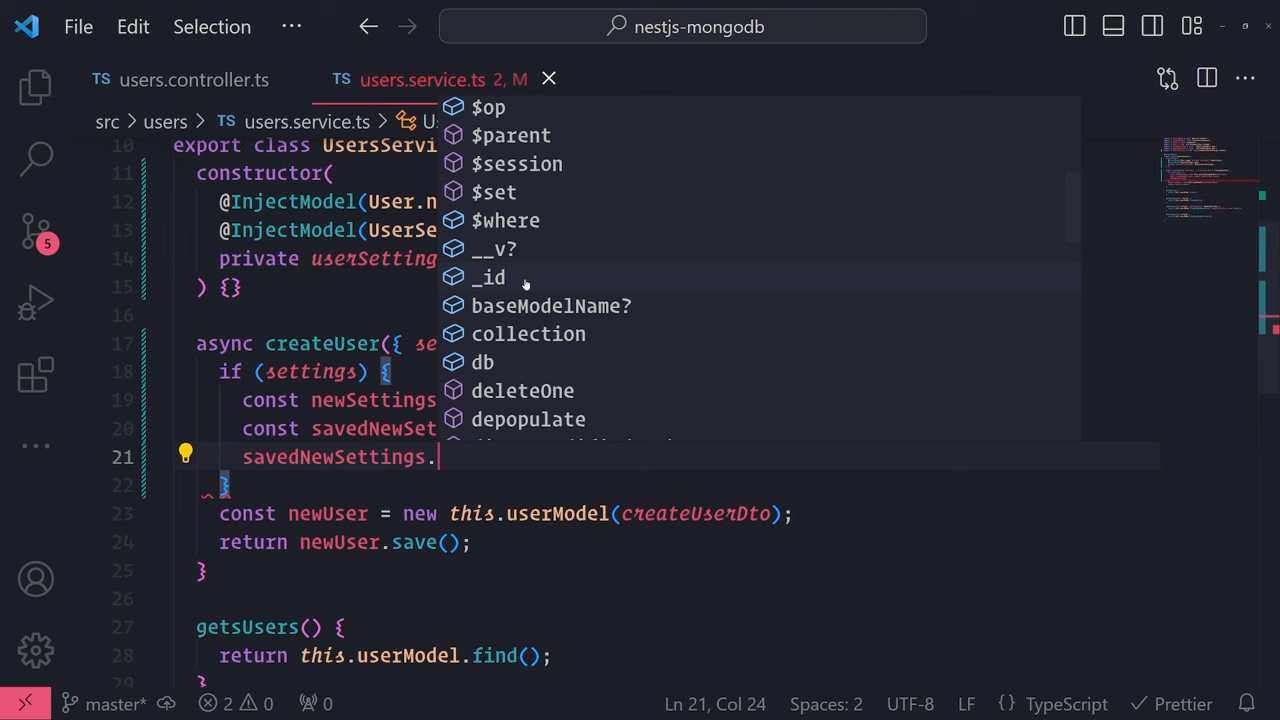 File Edit Selection ··· nestjs-mongodb
TS users.controller.ts TS users.service.ts 2, M
src > users > TS users.service.ts > U
$op
$parent
$session
$set
$where
__v?
_id
baseModelName?
collection
db
deleteOne
depopulate
10 export class UsersServi
11 constructor(
12 @InjectModel(User.n
13 @InjectModel(UserSe
14 private userSetting
15 ) {}
16
17 async createUser({ se
18 if (settings) {
19 const newSettings
20 const savedNewSet
21 savedNewSettings.
22 }
23 const newUser = new this.userModel(createUserDto);
24 return newUser.save();
25 }
26
27 getsUsers() {
28 return this.userModel.find();
}
5
master* 2 0 0 Ln 21, Col 24 Spaces: 2 UTF-8 LF {} TypeScript Prettier